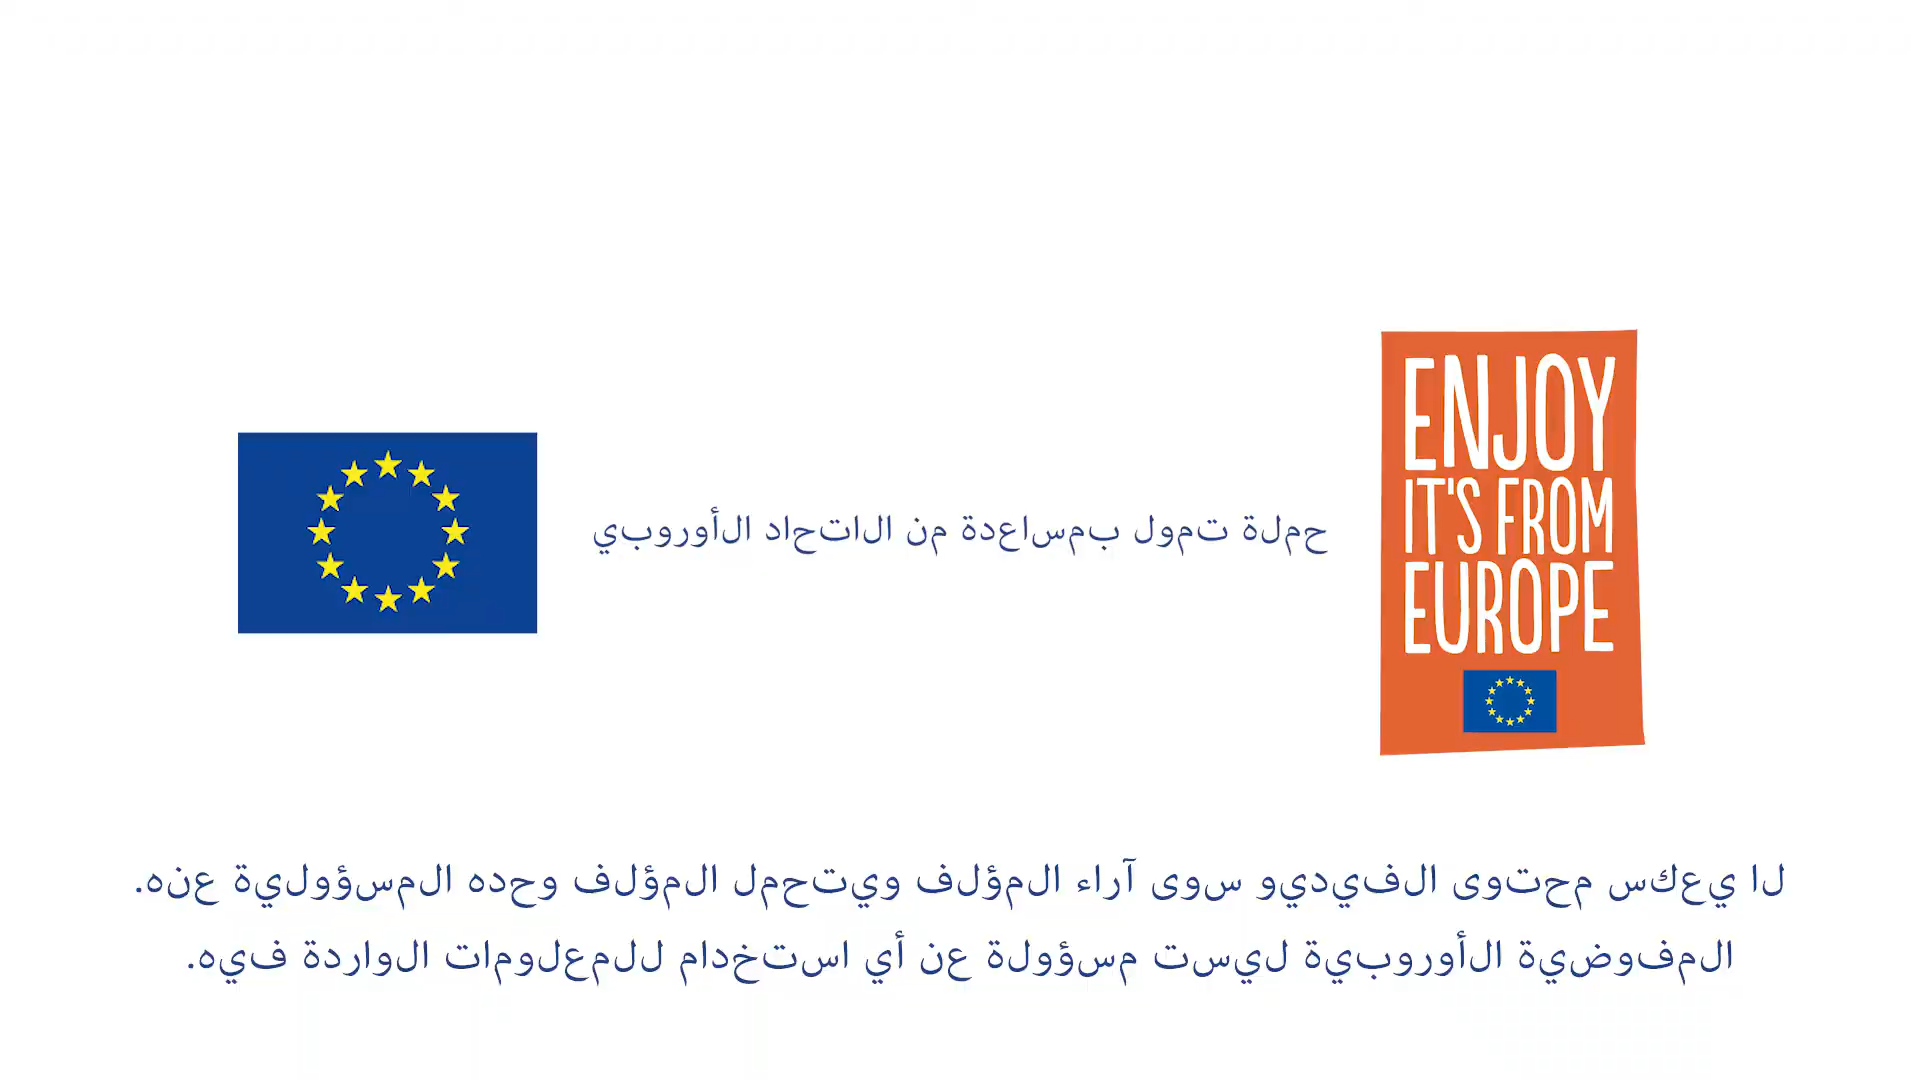 حملة تمول بمساعدة من الاتحاد الأوروبي
ENJOY
IT'S FROM
EUROPE
لا يعكس محتوى الفيديو سوى آراء المؤلف ويتحمل المؤلف وحده المسؤولية عنه.
المفوضية الأوروبية ليست مسؤولة عن أي استخدام للمعلومات الواردة فيه.